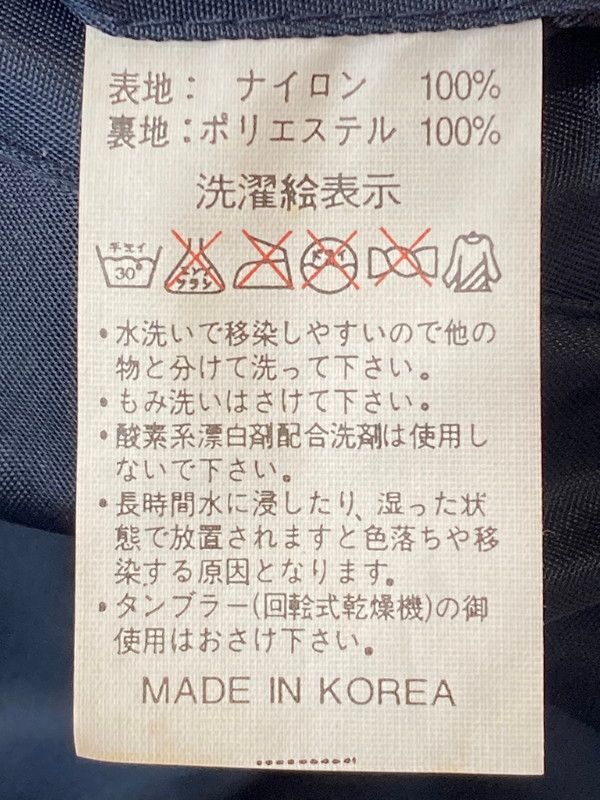 表地： ナイロン 100%
裏地：ポリエステル 100%
洗濯絵表示
手モイ
30° エンソ サラシ ドライ
• 水洗いで移染しやすいので他の
物と分けて洗って下さい。
• もみ洗いはさけて下さい。
• 酸素系漂白剤配合洗剤は使用し
ないで下さい。
• 長時間水に浸したり、湿った状
態で放置されますと色落ちや移
染する原因となります。
• タンブラー(回転式乾燥機)の御
使用はおさけ下さい。
MADE IN KOREA